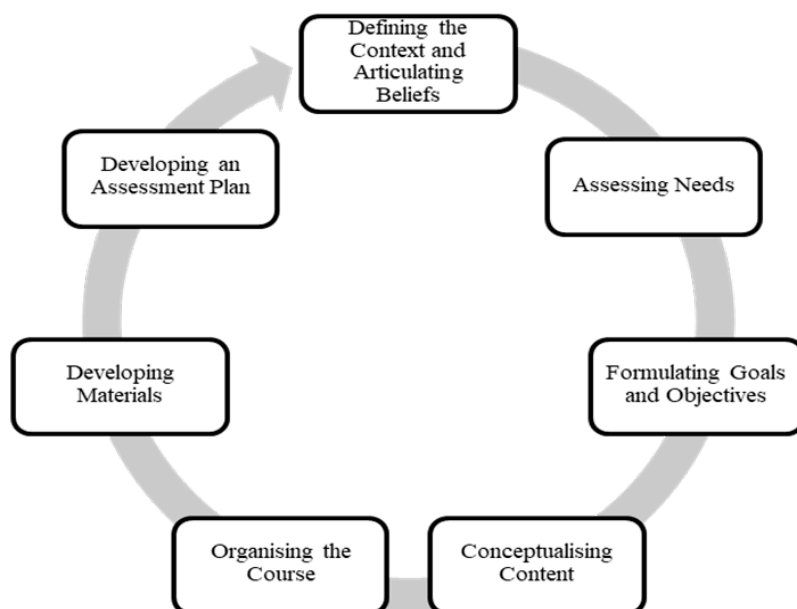 Defining the
Context and
Articulating
Beliefs
Assessing Needs
Formulating Goals
and Objectives
Conceptualising
Content
Organising the
Course
Developing
Materials
Developing an
Assessment Plan